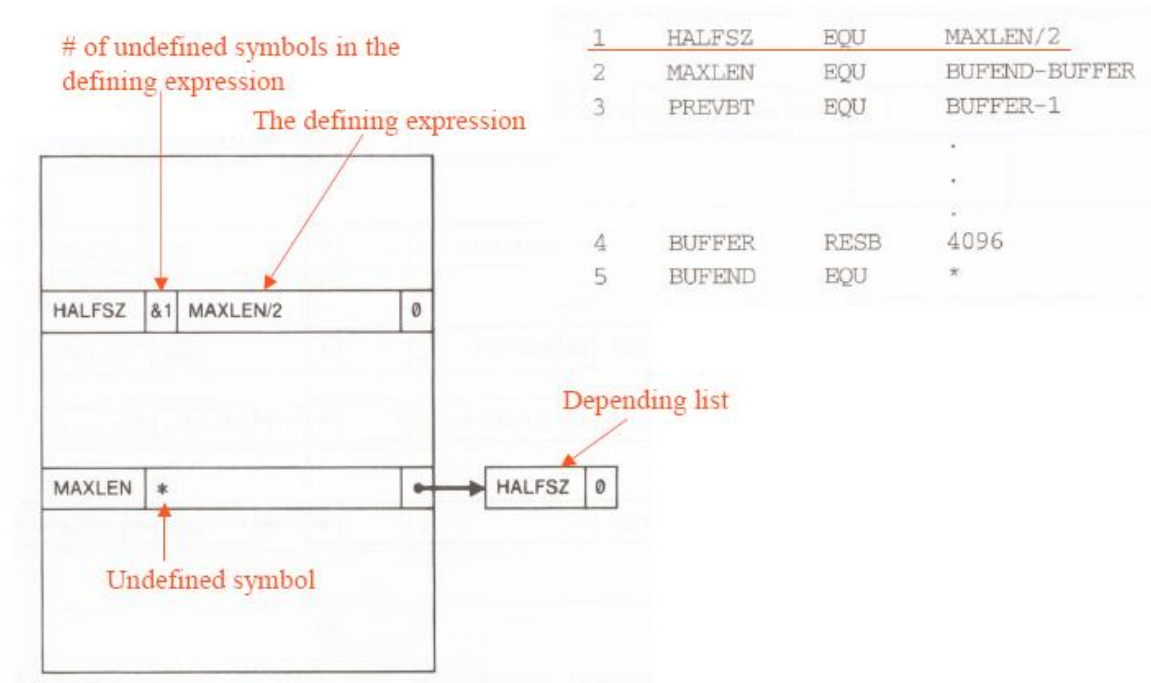 # of undefined symbols in the
defining expression
The defining expression
1 HALFSZ EQU MAXLEN/2
2 MAXLEN EQU BUFEND-BUFFER
3 PREVBT EQU BUFFER-1
.
.
.
4 BUFFER RESB 4096
5 BUFEND EQU *
HALFSZ &1 MAXLEN/2 0
Depending list
MAXLEN * HALFSZ 0
Undefined symbol